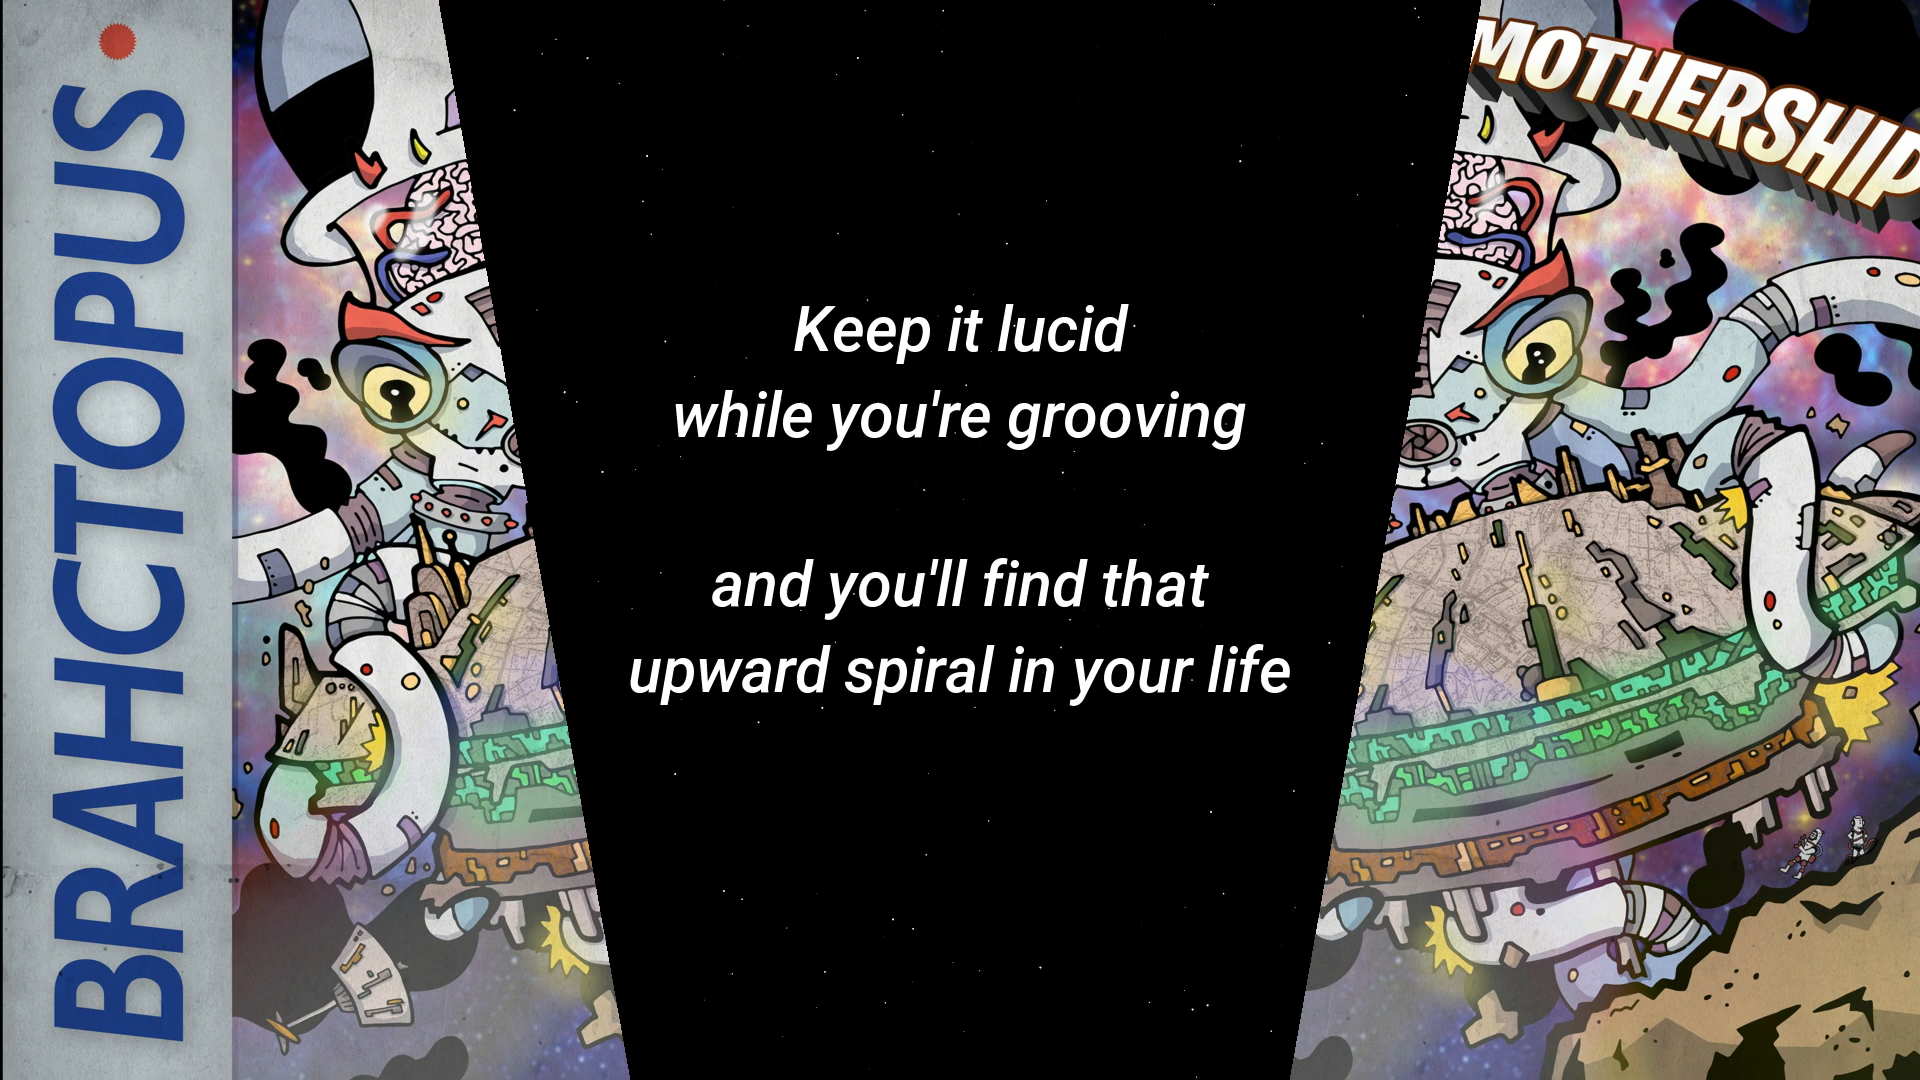 BRAHCTOPUS
MOTHERSHIP
Keep it lucid
while you're grooving
and you'll find that
upward spiral in your life